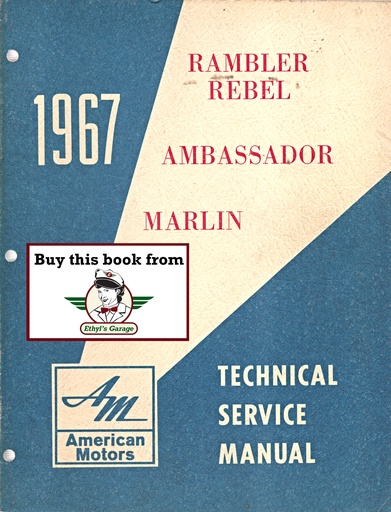 1967
RAMBLER
REBEL
AMBASSADOR
MARLIN
Buy this book from
Ethyl's Garage
AM
American
Motors
TECHNICAL
SERVICE
MANUAL